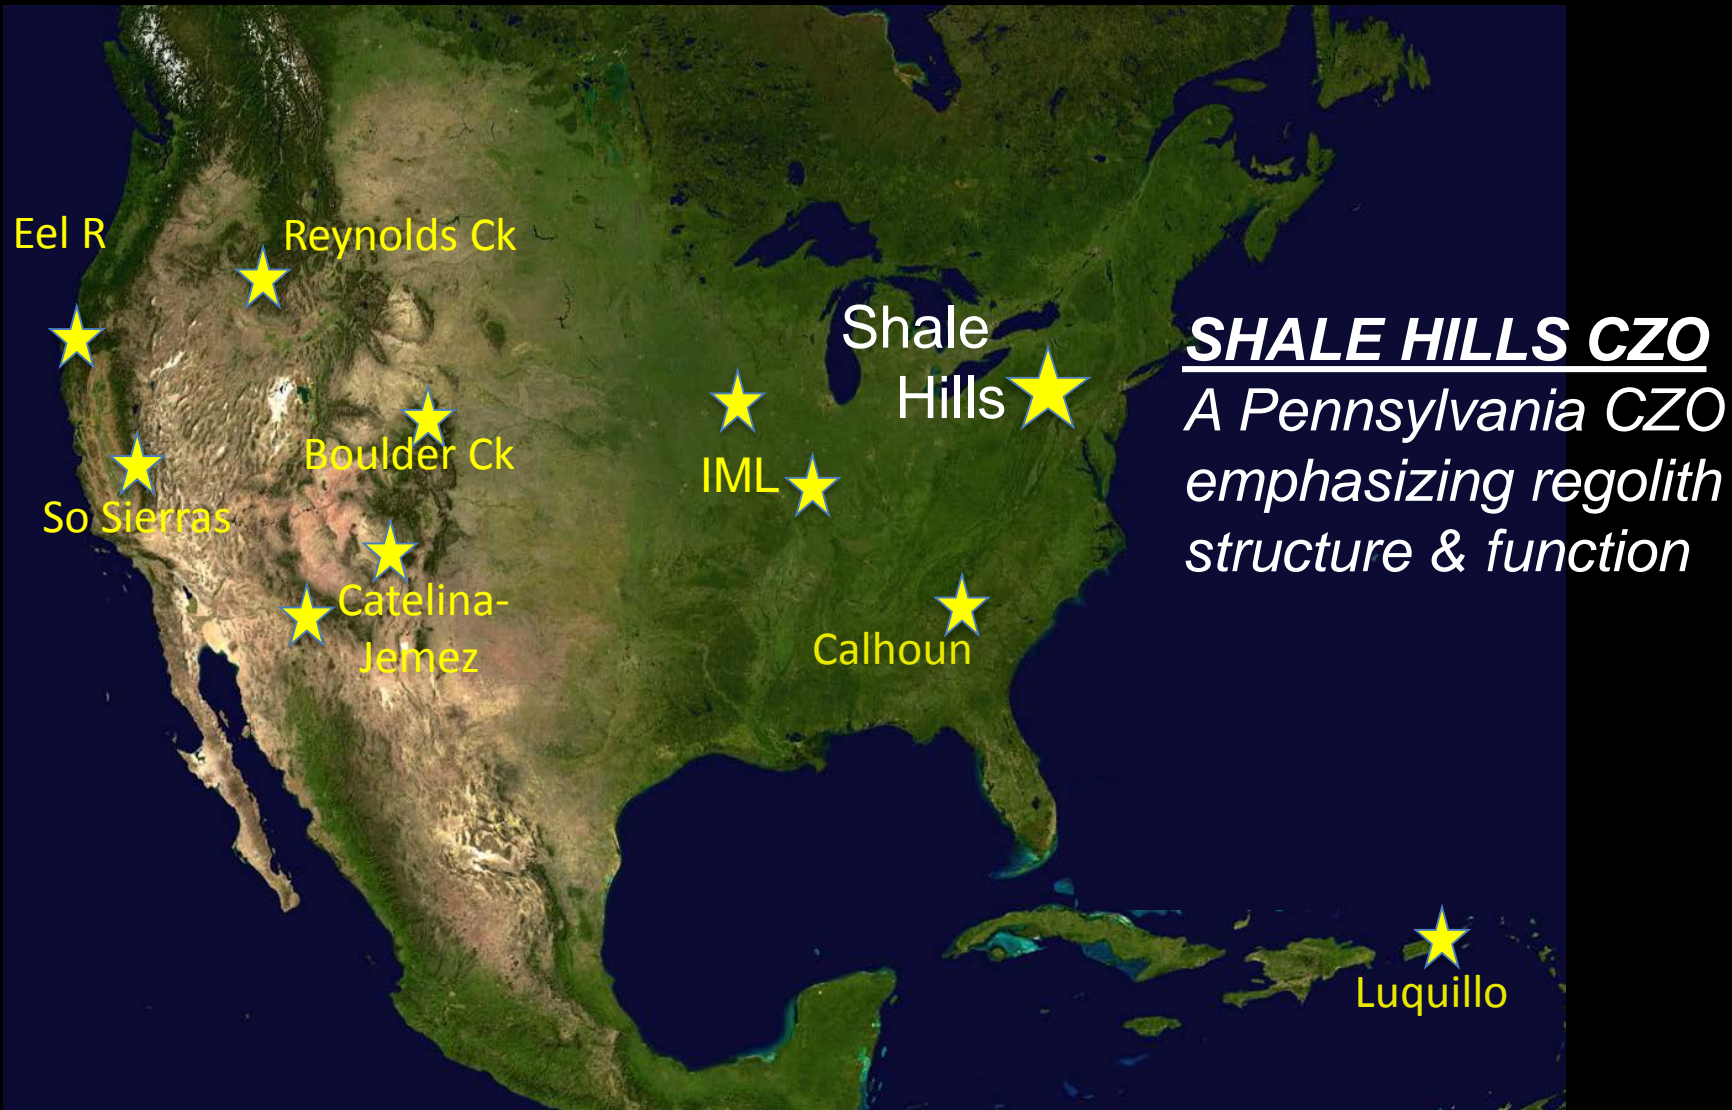 Eel R
Reynolds Ck
Shale
Hills
SHALE HILLS CZO
A Pennsylvania CZO
emphasizing regolith
structure & function
Boulder Ck
IML
So Sierras
Catelina-
Jemez
Calhoun
Luquillo